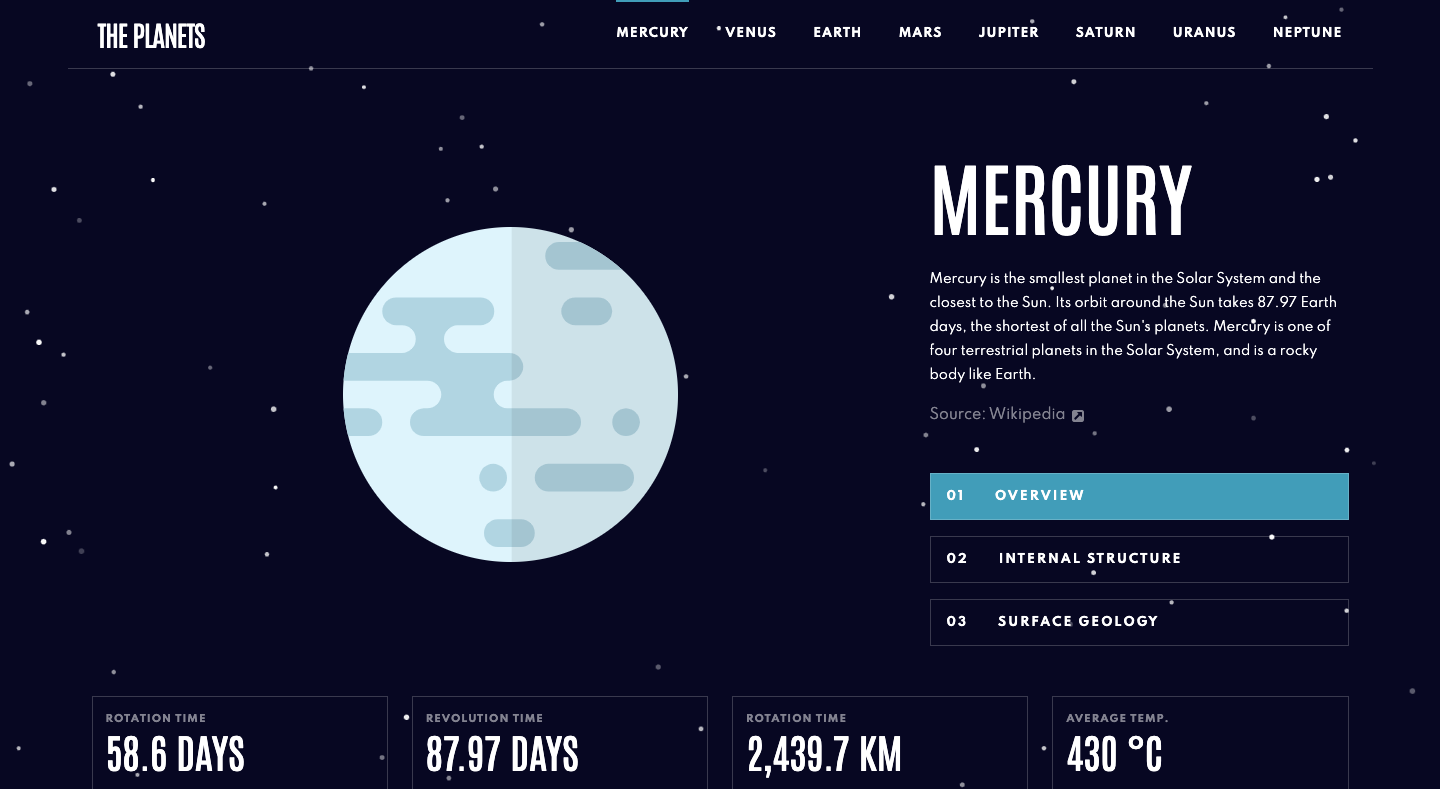 THE PLANETS
MERCURY VENUS EARTH MARS JUPITER SATURN URANUS NEPTUNE
MERCURY
Mercury is the smallest planet in the Solar System and the
closest to the Sun. Its orbit around the Sun takes 87.97 Earth
days, the shortest of all the Sun's planets. Mercury is one of
four terrestrial planets in the Solar System, and is a rocky
body like Earth.
Source: Wikipedia
01 OVERVIEW
02 INTERNAL STRUCTURE
03 SURFACE GEOLOGY
ROTATION TIME
58.6 DAYS
REVOLUTION TIME
87.97 DAYS
ROTATION TIME
2,439.7 KM
AVERAGE TEMP.
430 °C